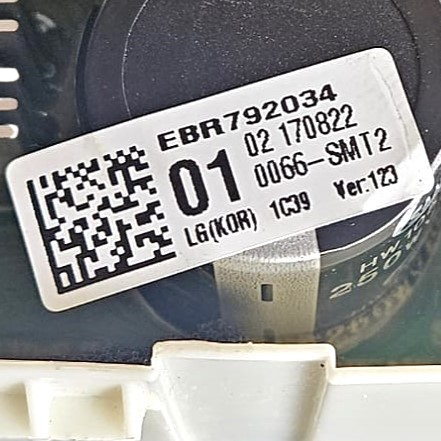 EBR792034
01 02 170822
0066-SMT2
LG(KOR) 1C39 Ver.123